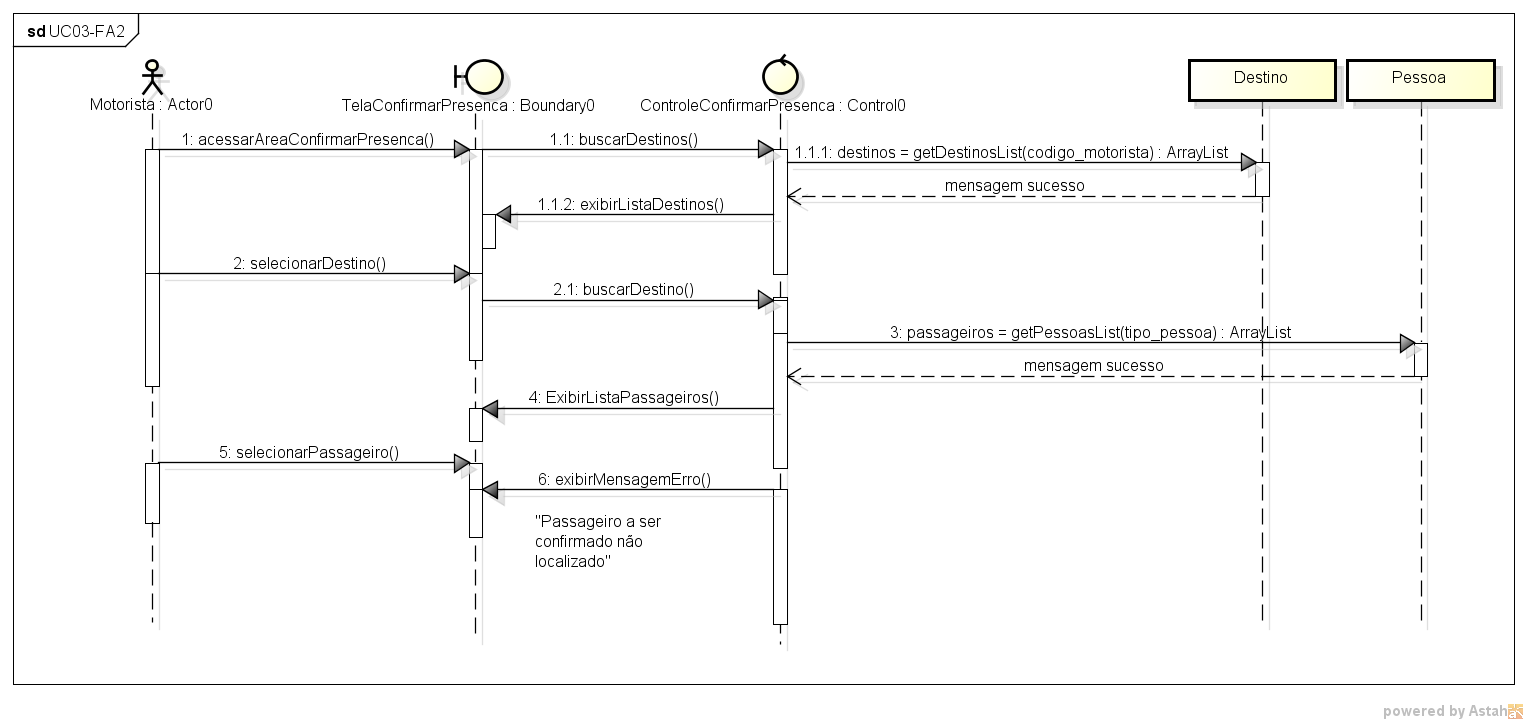 sd UC03-FA2
Motorista : Actor0
TelaConfirmarPresenca : Boundary0
ControleConfirmarPresenca : Control0
Destino
Pessoa
1: acessarAreaConfirmarPresenca()
1.1: buscarDestinos()
1.1.1: destinos = getDestinosList(codigo_motorista) : ArrayList
mensagem sucesso
1.1.2: exibirListaDestinos()
2: selecionarDestino()
2.1: buscarDestino()
3: passageiros = getPessoasList(tipo_pessoa) : ArrayList
mensagem sucesso
4: ExibirListaPassageiros()
5: selecionarPassageiro()
6: exibirMensagemErro()
"Passageiro a ser
confirmado não
localizado"
powered by Astah